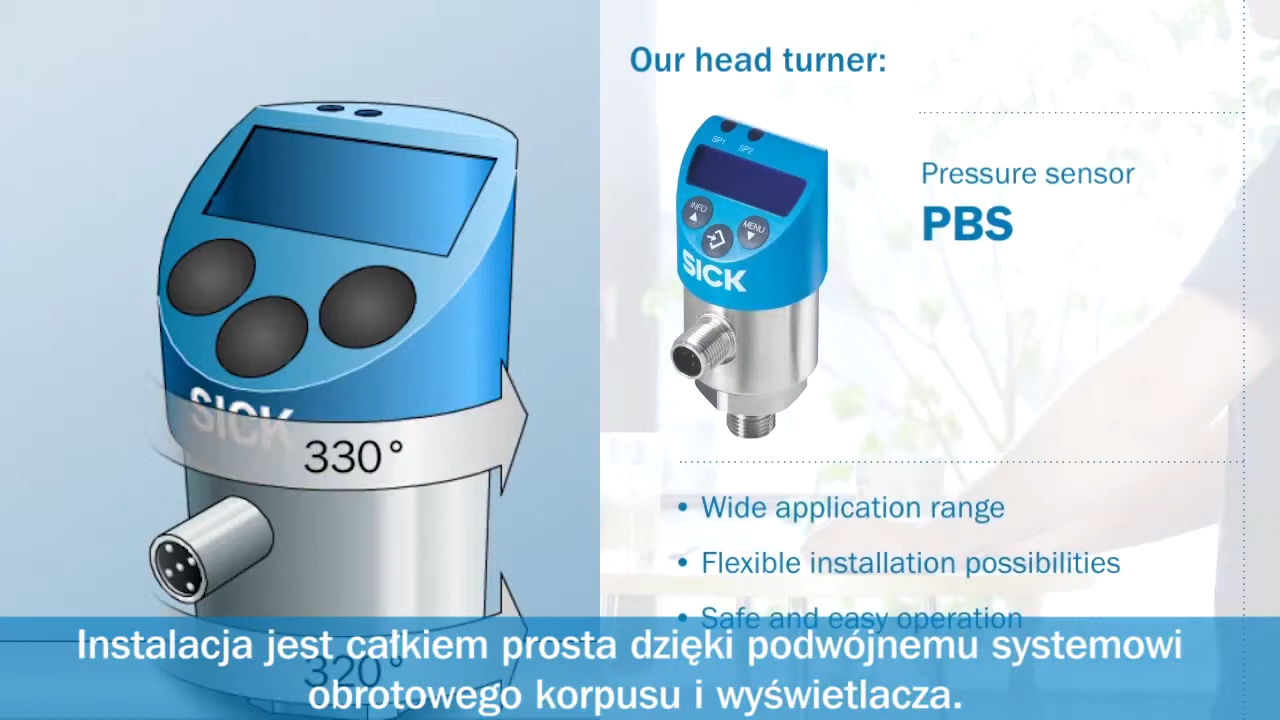 Our head turner:
SP1 SP2
INFO
MENU
SICK
Pressure sensor
PBS
SICK
330°
• Wide application range
• Flexible installation possibilities
• Safe and easy operation
320°
Instalacja jest całkiem prosta dzięki podwójnemu systemowi
obrotowego korpusu i wyświetlacza.